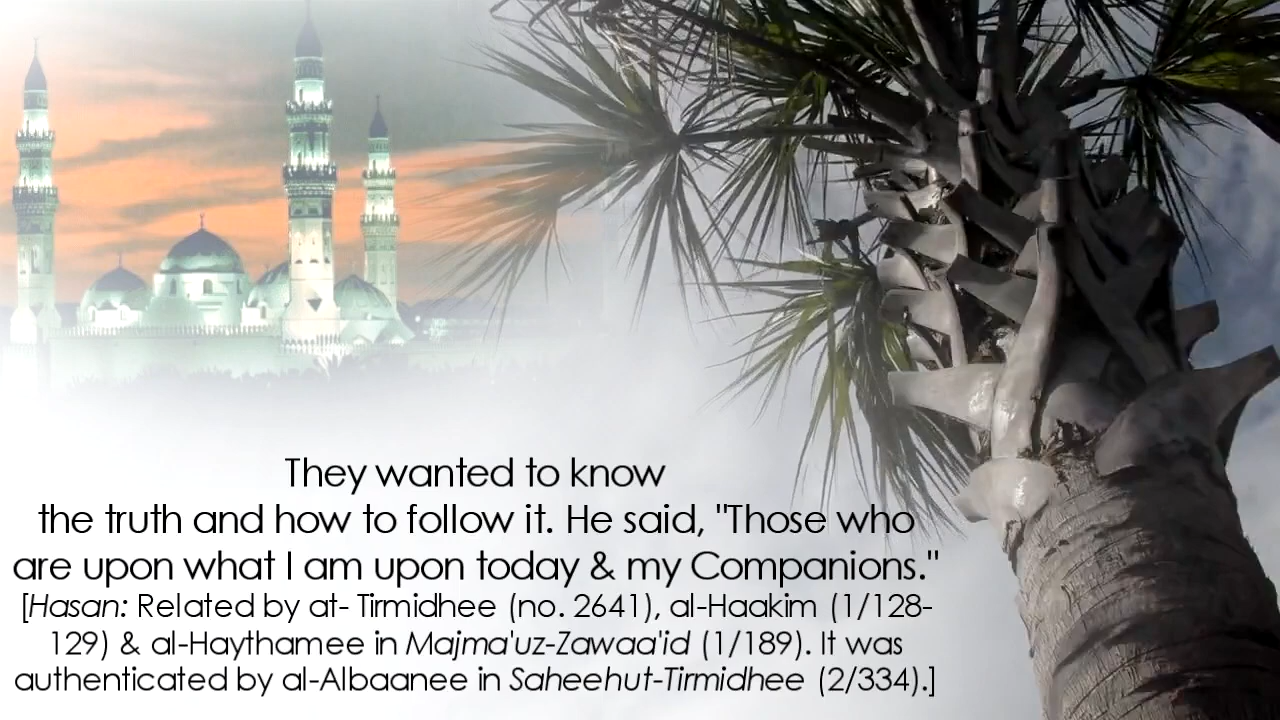 They wanted to know
the truth and how to follow it. He said, "Those who
are upon what I am upon today & my Companions."
[Hasan: Related by at- Tirmidhee (no. 2641), al-Haakim (1/128-
129) & al-Haythamee in Majma'uz-Zawaa'id (1/189). It was
authenticated by al-Albaanee in Saheehut-Tirmidhee (2/334).]